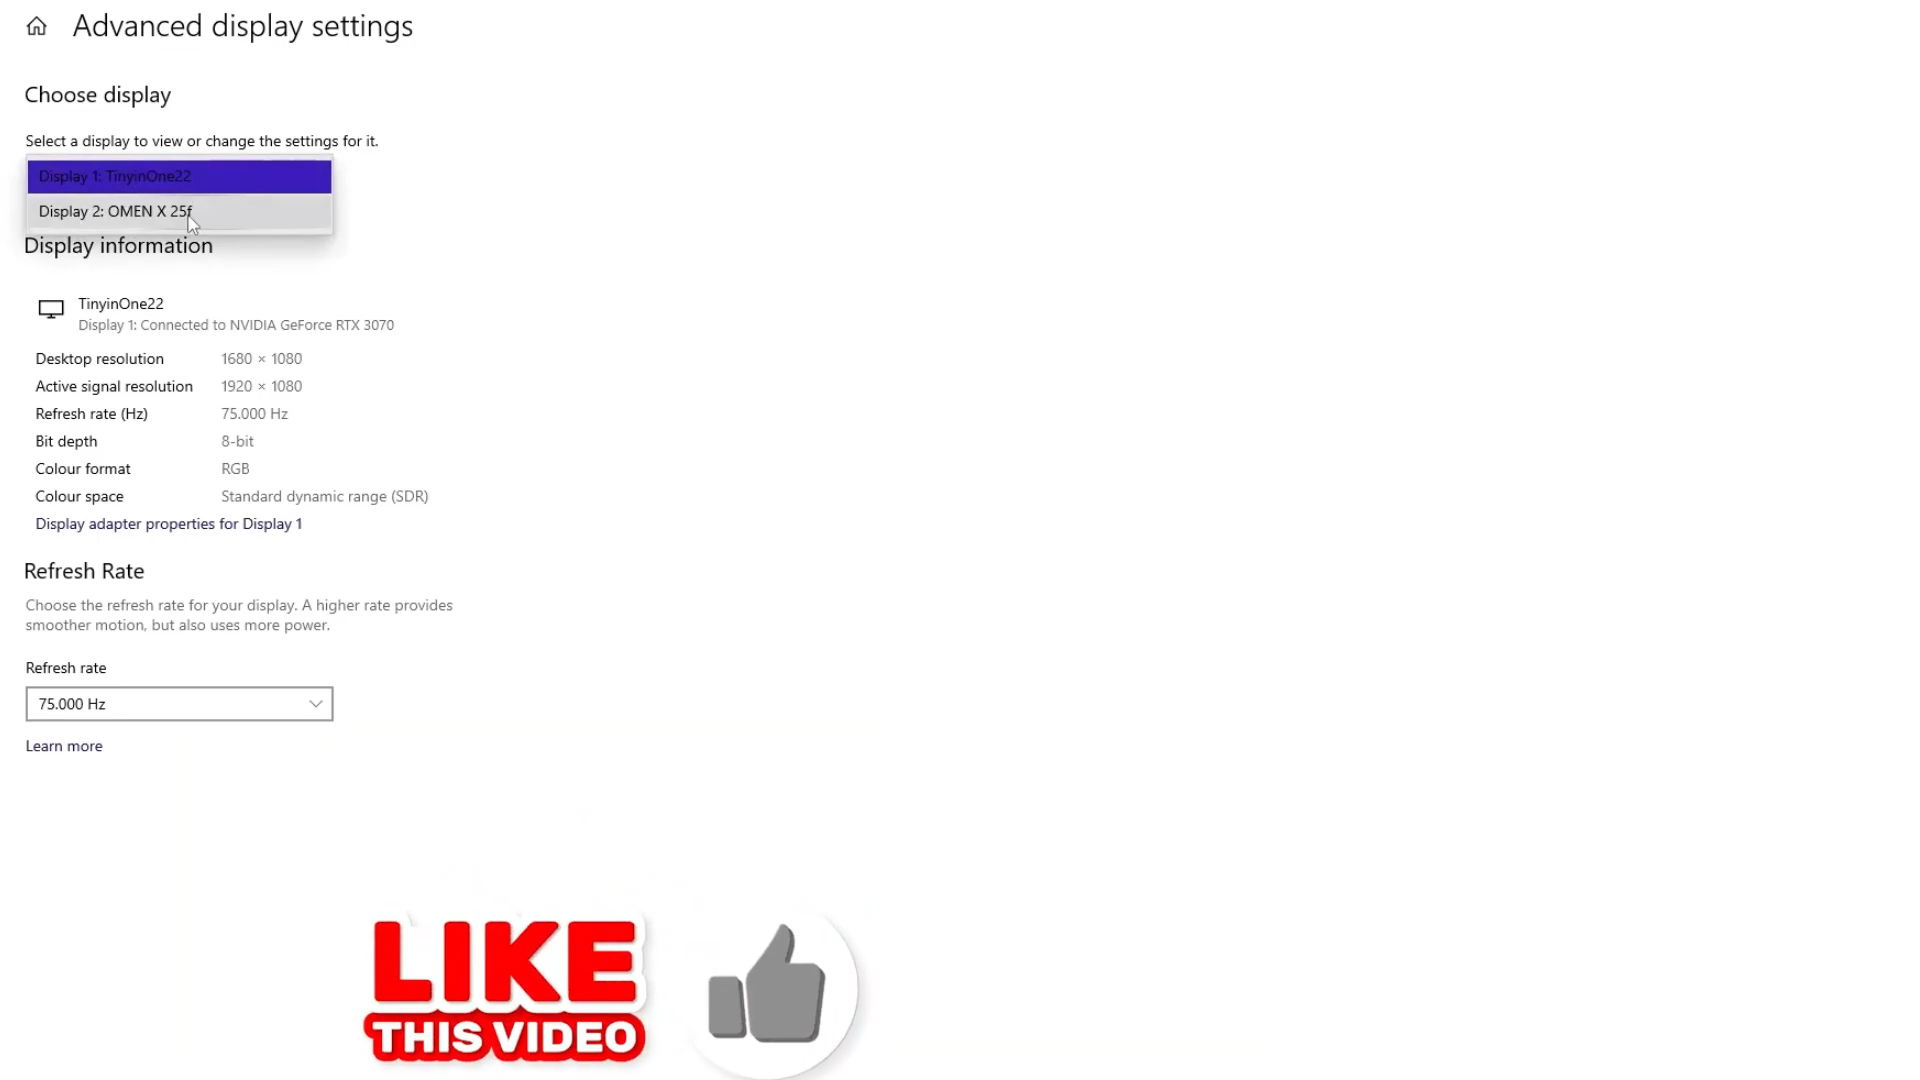 Advanced display settings
Choose display
Select a display to view or change the settings for it.
Display 1: TinyinOne22
Display 2: OMEN X 25f
Display information
TinyinOne22
Display 1: Connected to NVIDIA GeForce RTX 3070
Desktop resolution 1680 × 1080
Active signal resolution 1920 × 1080
Refresh rate (Hz) 75.000 Hz
Bit depth 8-bit
Colour format RGB
Colour space Standard dynamic range (SDR)
Display adapter properties for Display 1
Refresh Rate
Choose the refresh rate for your display. A higher rate provides
smoother motion, but also uses more power.
Refresh rate
75.000 Hz
Learn more
LIKE
THIS VIDEO